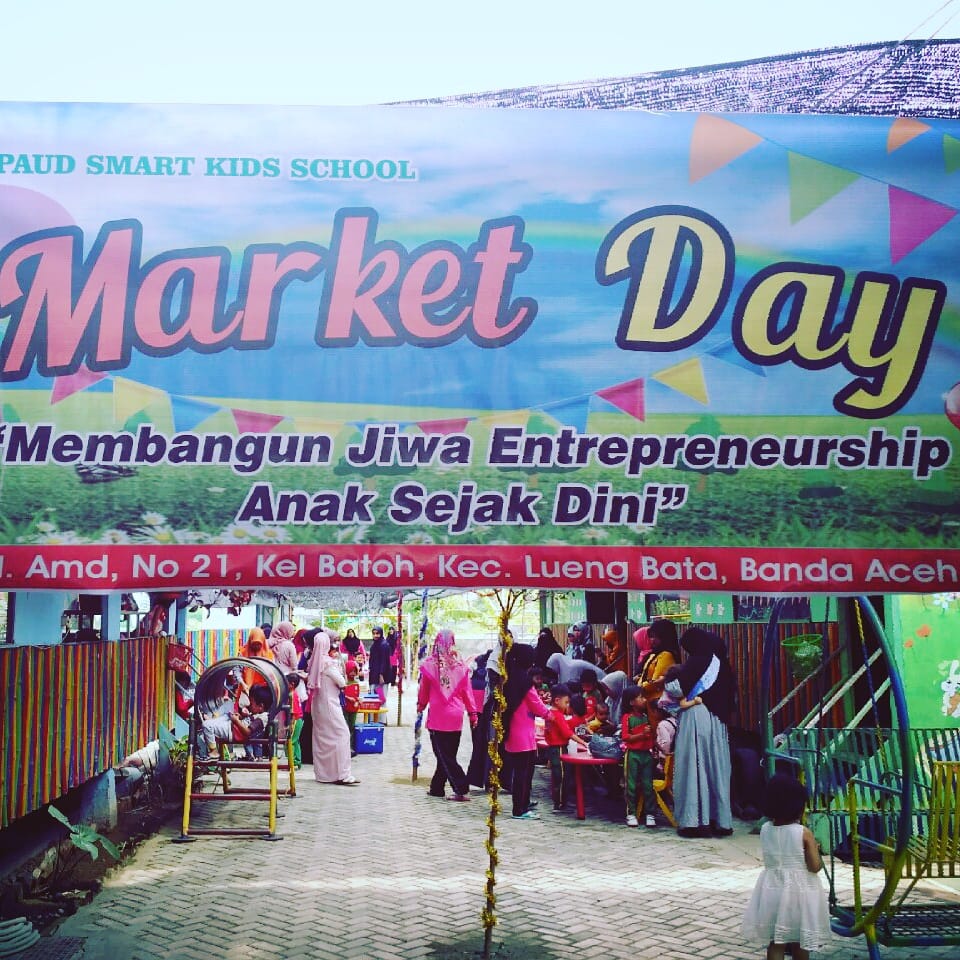 PAUD SMART KIDS SCHOOL
Market Day
“Membangun Jiwa Entrepreneurship
Anak Sejak Dini”
Amd, No 21, Kel Batoh, Kec. Lueng Bata, Banda Aceh